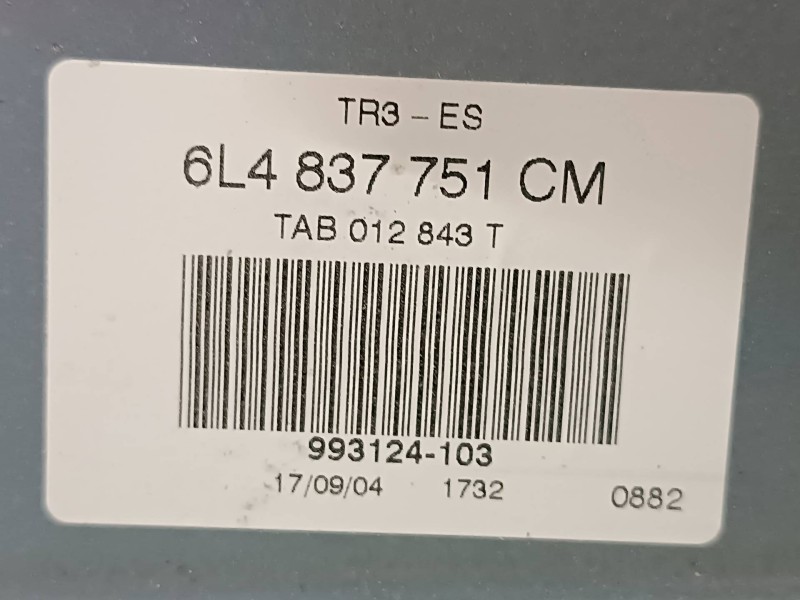 TR3 – ES
6L4 837 751 CM
TAB 012 843 T
993124-103
17/09/04 1732 0882